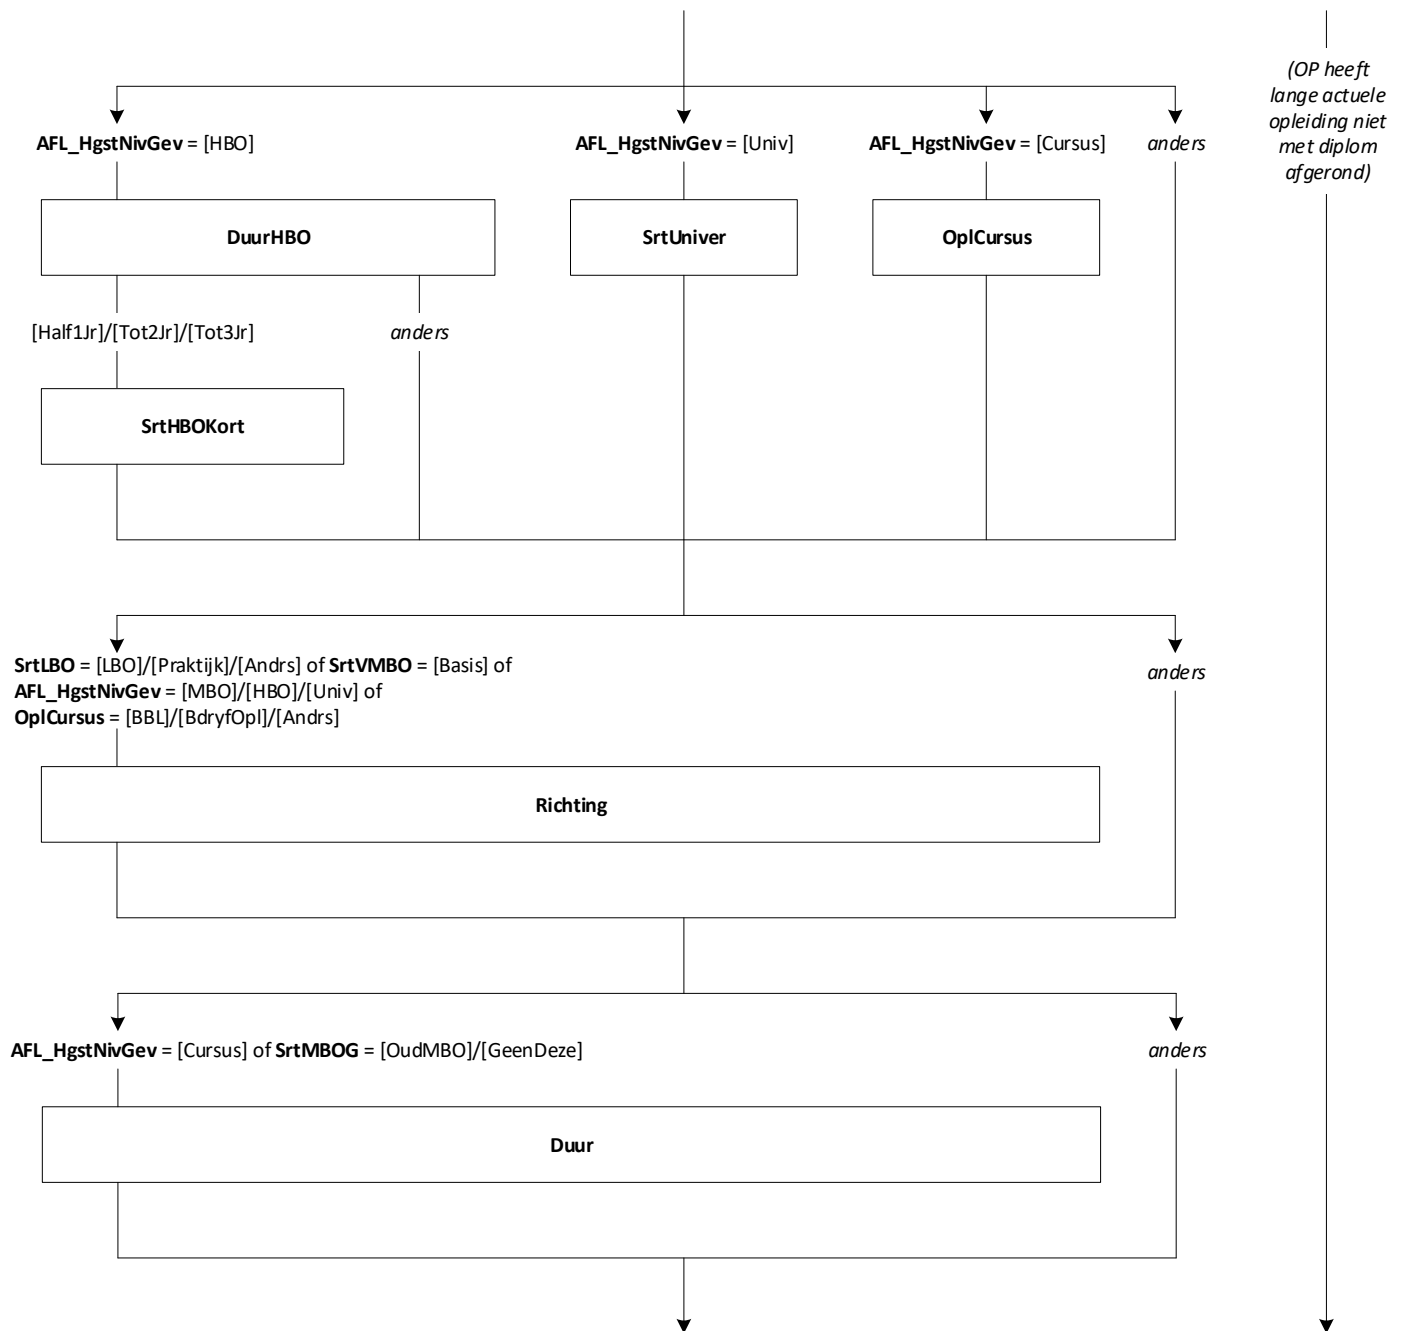 (OP heeft
lange actuele
opleiding niet
met diplom
afgerond)
AFL_HgstNivGev = [HBO]
AFL_HgstNivGev = [Univ]
AFL_HgstNivGev = [Cursus]
anders
DuurHBO
SrtUniver
OplCursus
[Half1Jr]/[Tot2Jr]/[Tot3Jr]
anders
SrtHBOKort
SrtLBO = [LBO]/[Praktijk]/[Andrs] of SrtVMBO = [Basis] of
AFL_HgstNivGev = [MBO]/[HBO]/[Univ] of
OplCursus = [BBL]/[BdryfOpl]/[Andrs]
anders
Richting
AFL_HgstNivGev = [Cursus] of SrtMBOG = [OudMBO]/[GeenDeze]
anders
Duur